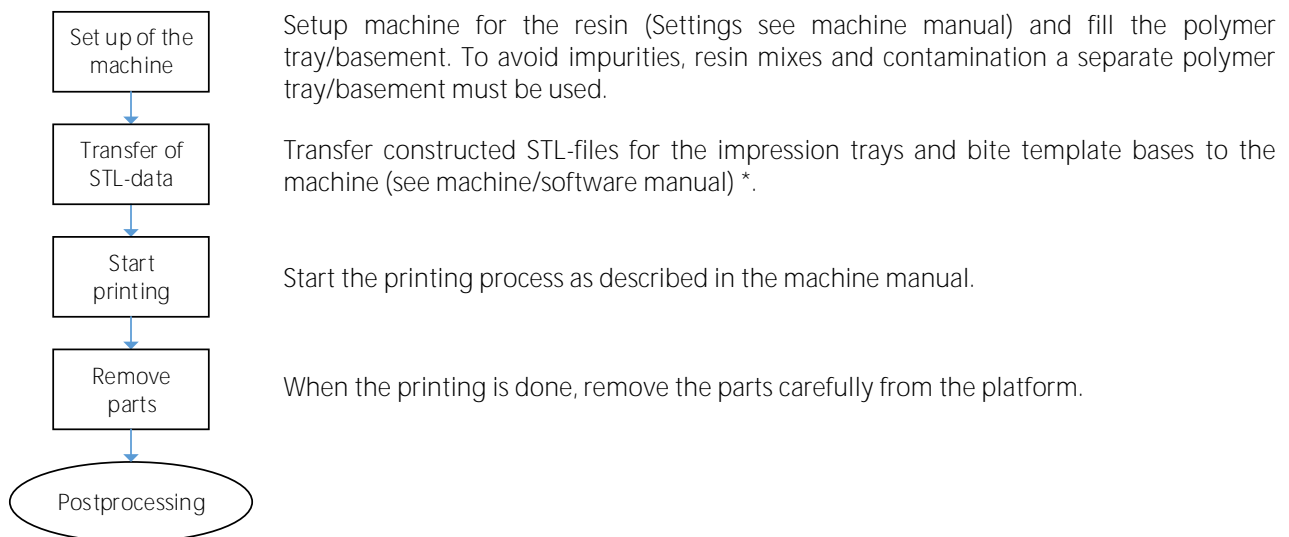 Set up of the
machine
Setup machine for the resin (Settings see machine manual) and fill the polymer
tray/basement. To avoid impurities, resin mixes and contamination a separate polymer
tray/basement must be used.
Transfer of
STL-data
Transfer constructed STL-files for the impression trays and bite template bases to the
machine (see machine/software manual) *.
Start
printing
Start the printing process as described in the machine manual.
Remove
parts
When the printing is done, remove the parts carefully from the platform.
Postprocessing